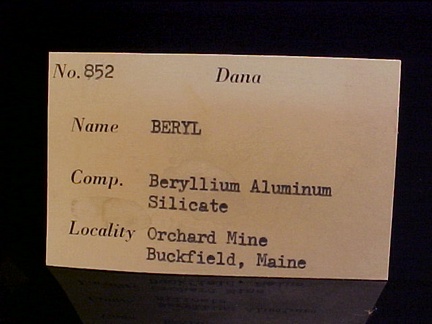 No. 852 Dana
Name BERYL
Comp. Beryllium Aluminum
Silicate
Locality Orchard Mine
Buckfield, Maine